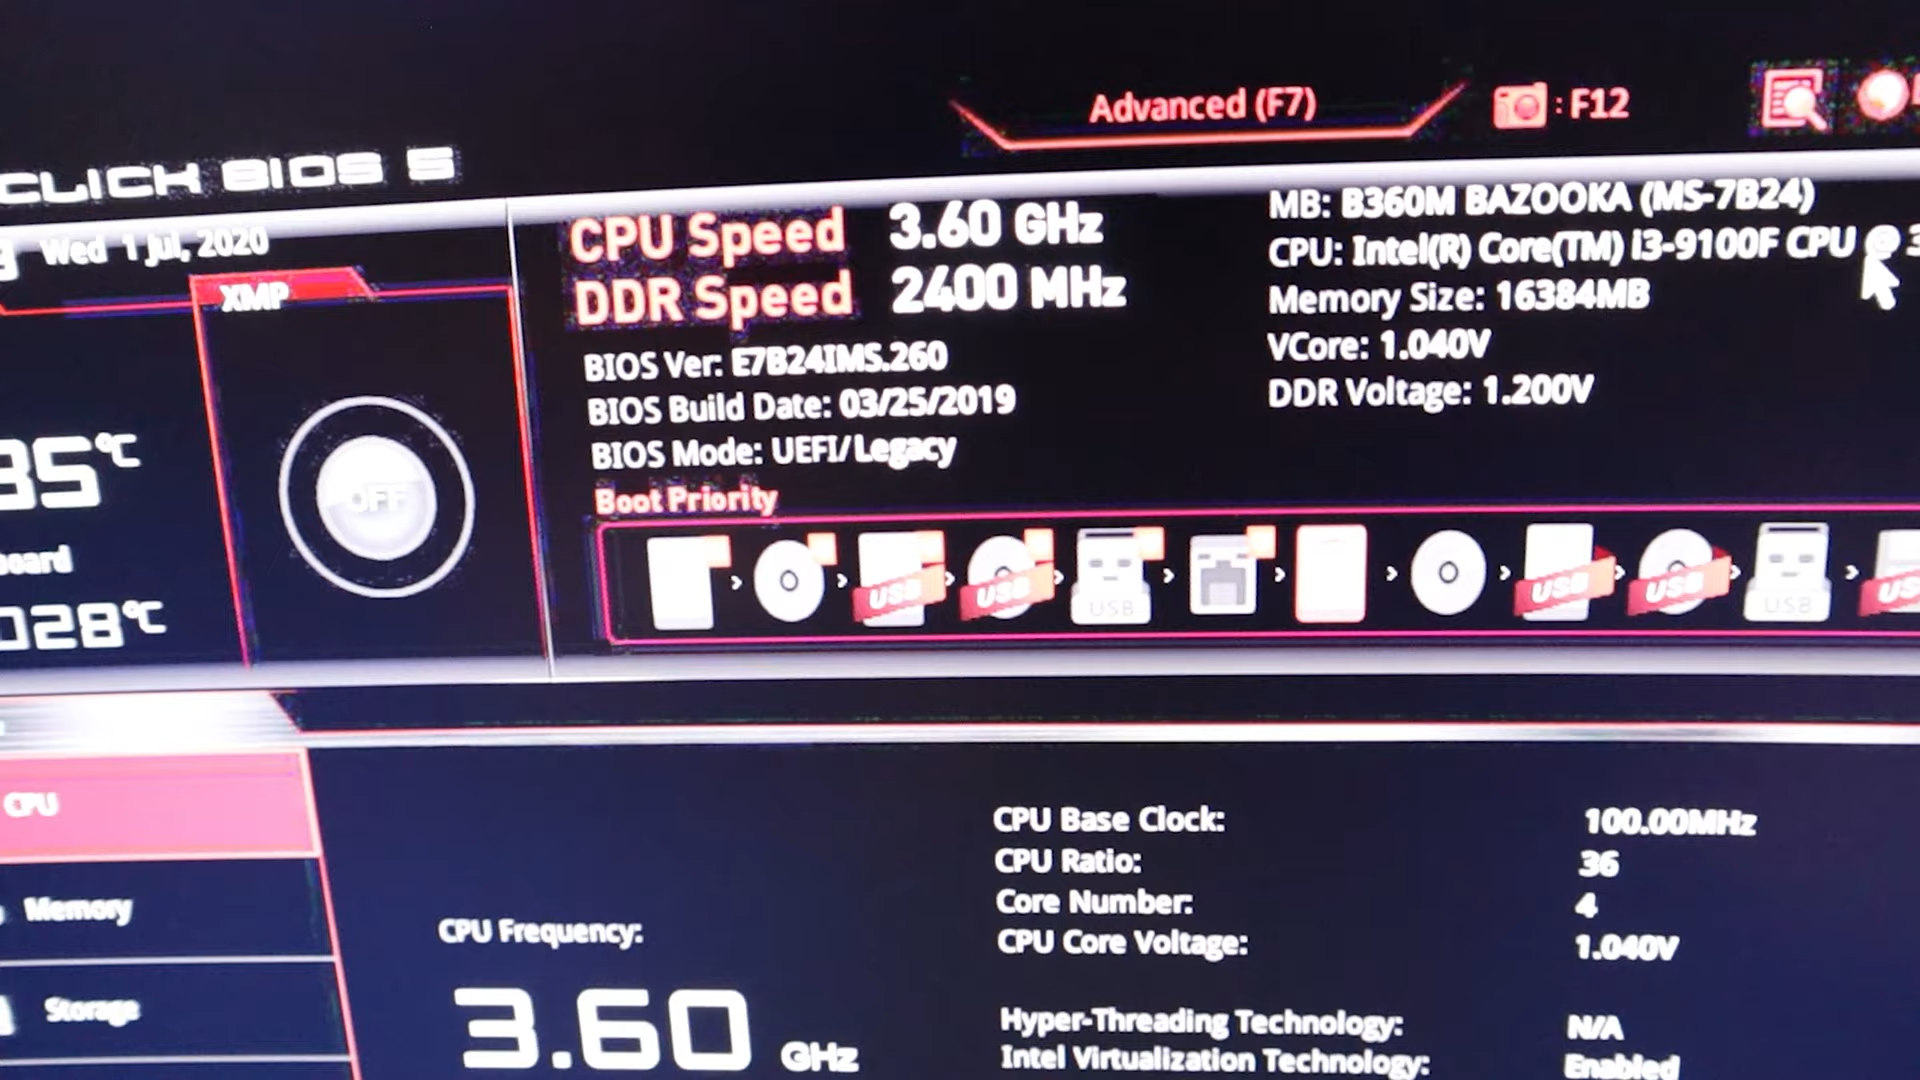 Advanced (F7)
: F12
CLICK BIOS 5
Wed 1 Jul, 2020
XMP
OFF
CPU Speed 3.60 GHz
DDR Speed 2400 MHz
BIOS Ver: E7B24IMS.260
BIOS Build Date: 03/25/2019
BIOS Mode: UEFI/Legacy
MB: B360M BAZOOKA (MS-7B24)
CPU: Intel(R) Core(TM) i3-9100F CPU @ 3
Memory Size: 16384MB
VCore: 1.040V
DDR Voltage: 1.200V
35°C
028°C
Boot Priority
USB
USB
USB
USB
USB
USB
CPU
Memory
Storage
CPU Frequency:
3.60 GHz
CPU Base Clock: 100.00MHz
CPU Ratio: 36
Core Number: 4
CPU Core Voltage: 1.040V
Hyper-Threading Technology: N/A
Intel Virtualization Technology: Enabled